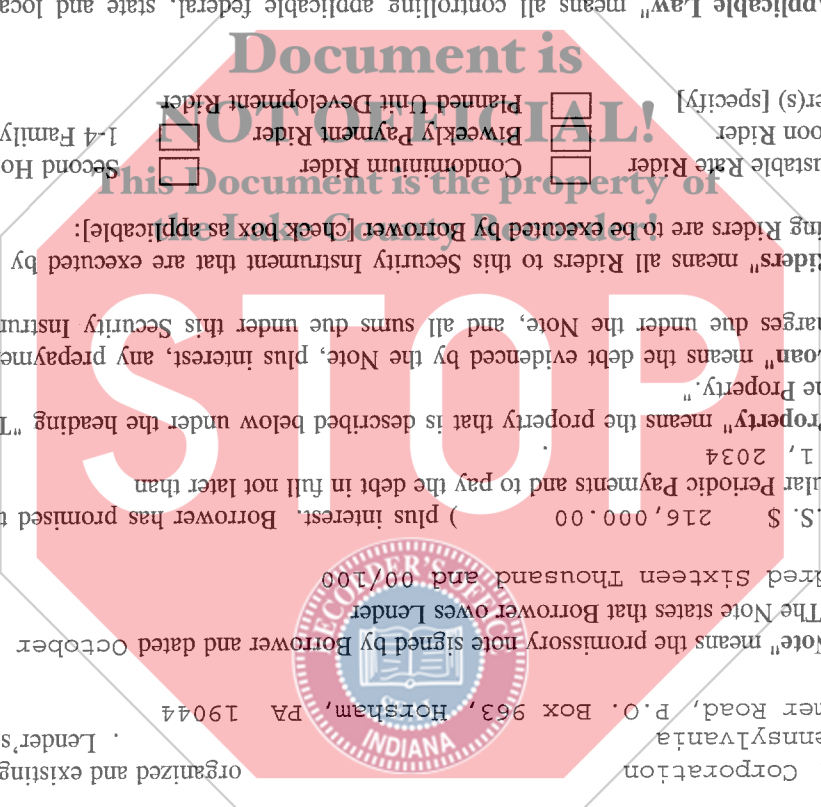 Corporation organized and existing
ennsylvania . Lender's
ner Road, P.O. Box 963, Horsham, PA 19044
Note" means the promissory note signed by Borrower and dated October
The Note states that Borrower owes Lender
dred Sixteen Thousand and 00/100
.S. $ 216,000.00 ) plus interest. Borrower has promised t
ular Periodic Payments and to pay the debt in full not later than
1, 2034 .
Property" means the property that is described below under the heading "T
he Property."
Loan" means the debt evidenced by the Note, plus interest, any prepayme
harges due under the Note, and all sums due under this Security Instrum
Riders" means all Riders to this Security Instrument that are executed by
ing Riders are to be executed by Borrower [check box as applicable]:
ustable Rate Rider Condominium Rider Second Ho
oon Rider Biweekly Payment Rider 1-4 Family
er(s) [specify] Planned Unit Development Rider
Applicable Law" means all controlling applicable federal, state and loca
Document is
NOT OFFICIAL!
This Document is the property of
the Lake County Recorder!
STOP
RECORDER'S OFFICE
SEAL
INDIANA